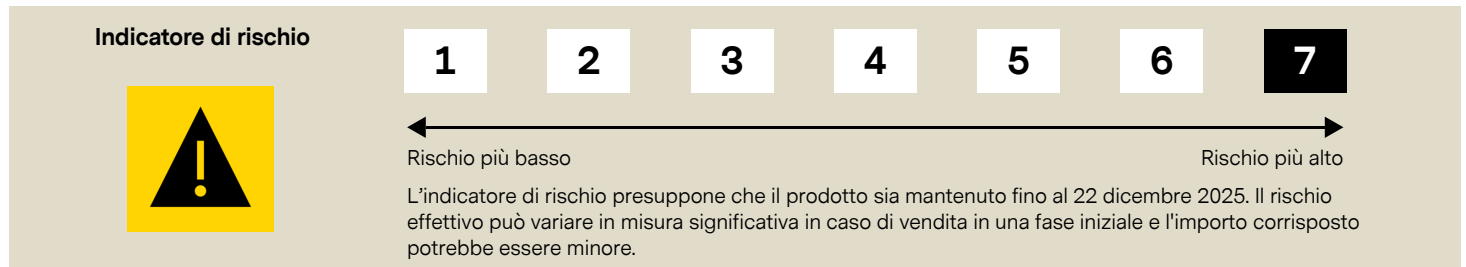 Indicatore di rischio
1 2 3 4 5 6 7
Rischio più basso Rischio più alto
L’indicatore di rischio presuppone che il prodotto sia mantenuto fino al 22 dicembre 2025. Il rischio
effettivo può variare in misura significativa in caso di vendita in una fase iniziale e l'importo corrisposto
potrebbe essere minore.